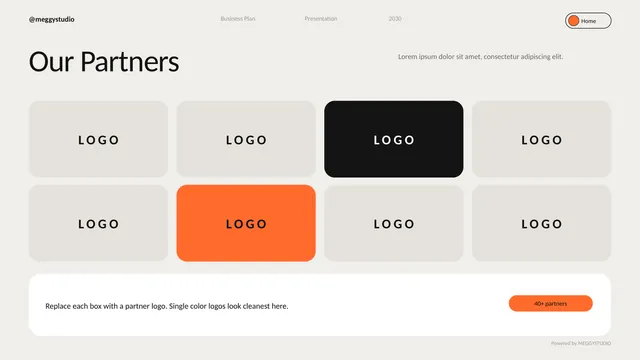 @meggystudio
Business Plan
Presentation
2030
Home
Our Partners
Lorem ipsum dolor sit amet, consectetur adipiscing elit.
LOGO
LOGO
LOGO
LOGO
LOGO
LOGO
LOGO
LOGO
Replace each box with a partner logo. Single color logos look cleanest here.
40+ partners
Powered by MEGGYSTUDIO